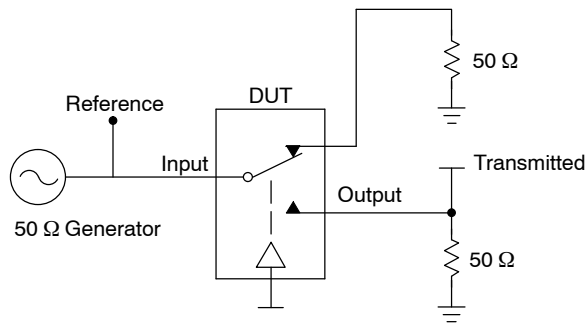 50 Ω
DUT
Reference
Input
Transmitted
Output
50 Ω Generator
50 Ω